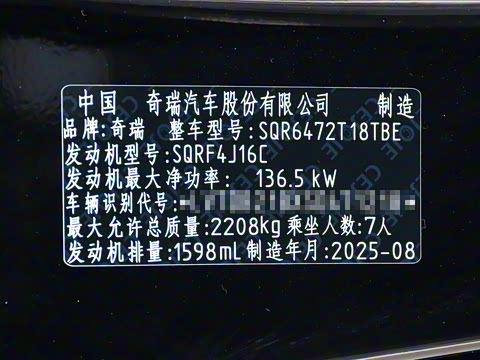 中国 奇瑞汽车股份有限公司 制造
品牌:奇瑞 整车型号:SQR6472T18TBE
发动机型号:SQRF4J16C
发动机最大净功率: 136.5 kW
车辆识别代号:
最大允许总质量:2208kg 乘坐人数:7人
发动机排量:1598mL 制造年月:2025-08